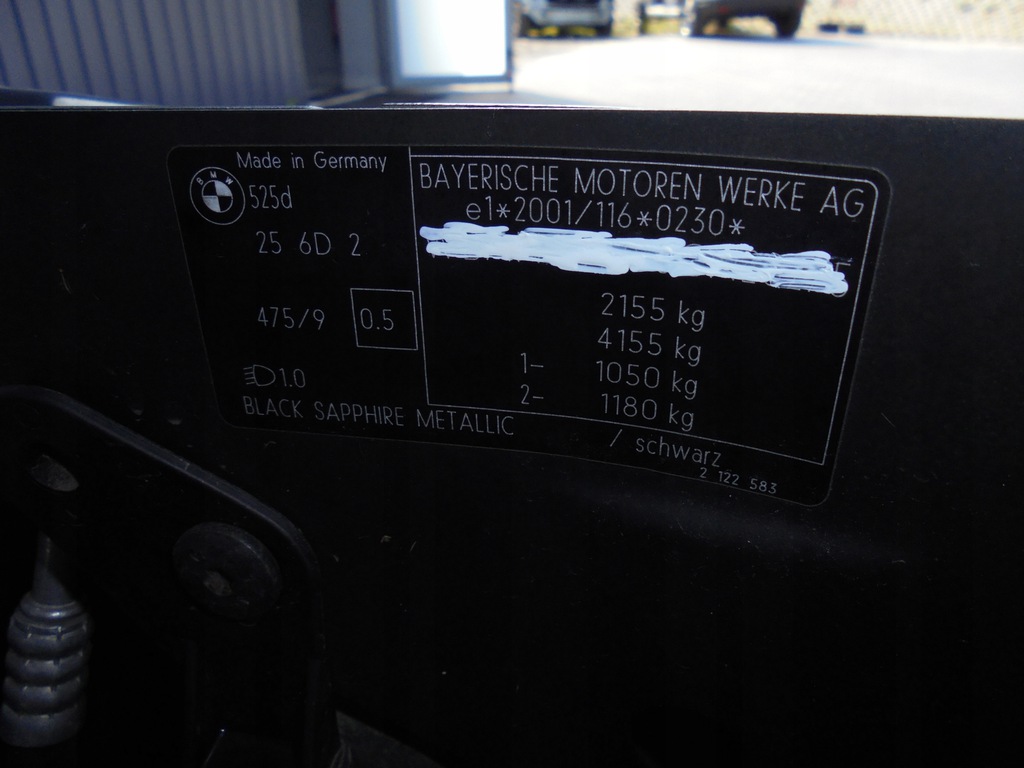 Made in Germany
BMW
525d
25 6D 2
475/9 0.5
1.0
BLACK SAPPHIRE METALLIC
/ schwarz
BAYERISCHE MOTOREN WERKE AG
e1*2001/116*0230*
2155 kg
4155 kg
1- 1050 kg
2- 1180 kg
2 122 583